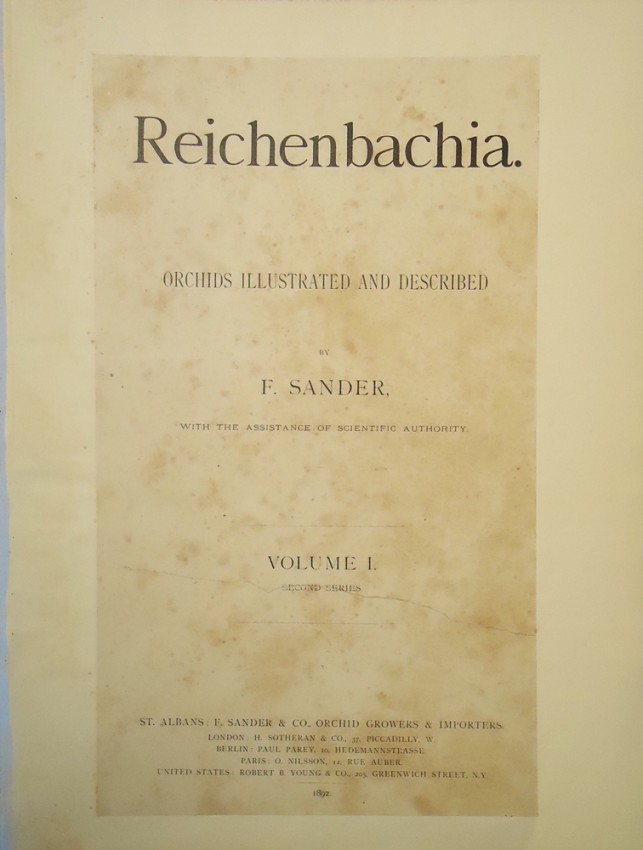 Reichenbachia.
ORCHIDS ILLUSTRATED AND DESCRIBED
BY
F. SANDER,
WITH THE ASSISTANCE OF SCIENTIFIC AUTHORITY.
VOLUME I.
SECOND SERIES
ST. ALBANS: F. SANDER & CO., ORCHID GROWERS & IMPORTERS.
LONDON: H. SOTHERAN & CO., 37, PICCADILLY, W.
BERLIN: PAUL PAREY, 10, HEDEMANNSTRASSE.
PARIS: O. NILSSON, 12, RUE AUBER.
UNITED STATES: ROBERT B. YOUNG & CO., 205, GREENWICH STREET, N.Y.
1892.